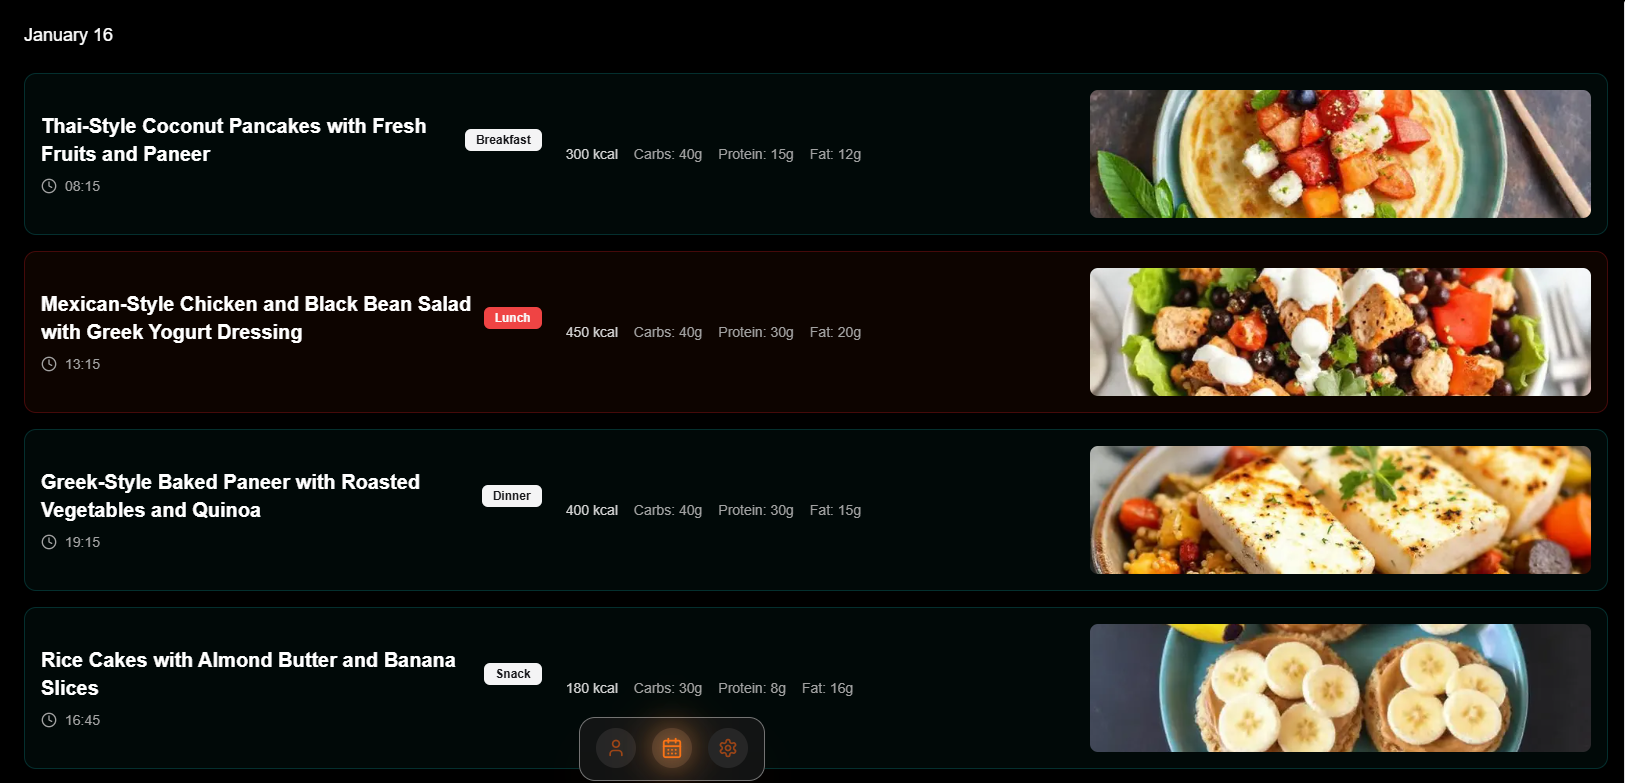 January 16
Thai-Style Coconut Pancakes with Fresh
Fruits and Paneer
Breakfast
08:15
300 kcal Carbs: 40g Protein: 15g Fat: 12g
Mexican-Style Chicken and Black Bean Salad
with Greek Yogurt Dressing
Lunch
13:15
450 kcal Carbs: 40g Protein: 30g Fat: 20g
Greek-Style Baked Paneer with Roasted
Vegetables and Quinoa
Dinner
19:15
400 kcal Carbs: 40g Protein: 30g Fat: 15g
Rice Cakes with Almond Butter and Banana
Slices
Snack
16:45
180 kcal Carbs: 30g Protein: 8g Fat: 16g